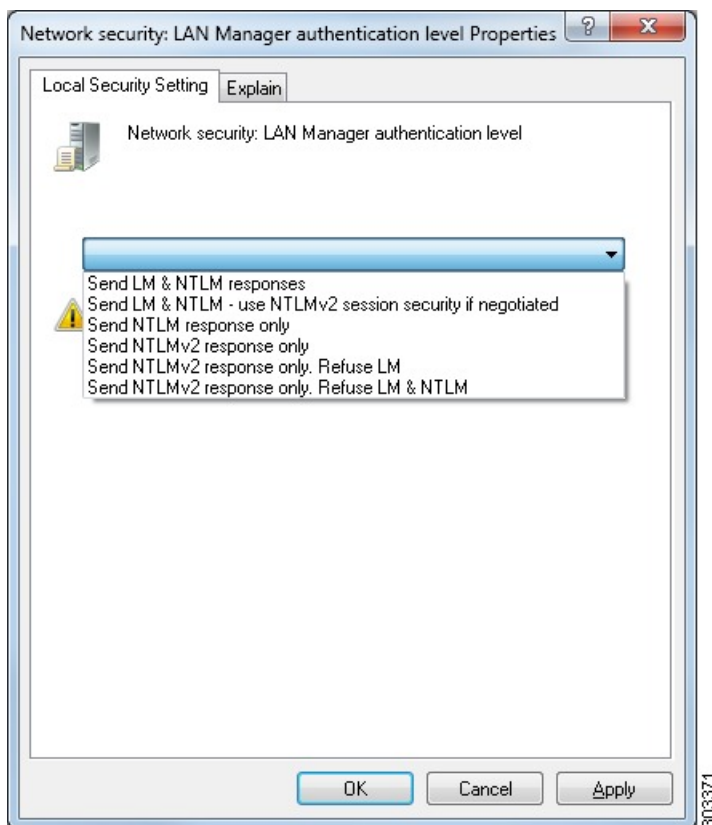 Network security: LAN Manager authentication level Properties
Local Security Setting
Explain
Network security: LAN Manager authentication level
Send LM & NTLM responses
Send LM & NTLM - use NTLMv2 session security if negotiated
Send NTLM response only
Send NTLMv2 response only
Send NTLMv2 response only. Refuse LM
Send NTLMv2 response only. Refuse LM & NTLM
OK
Cancel
Apply
303371